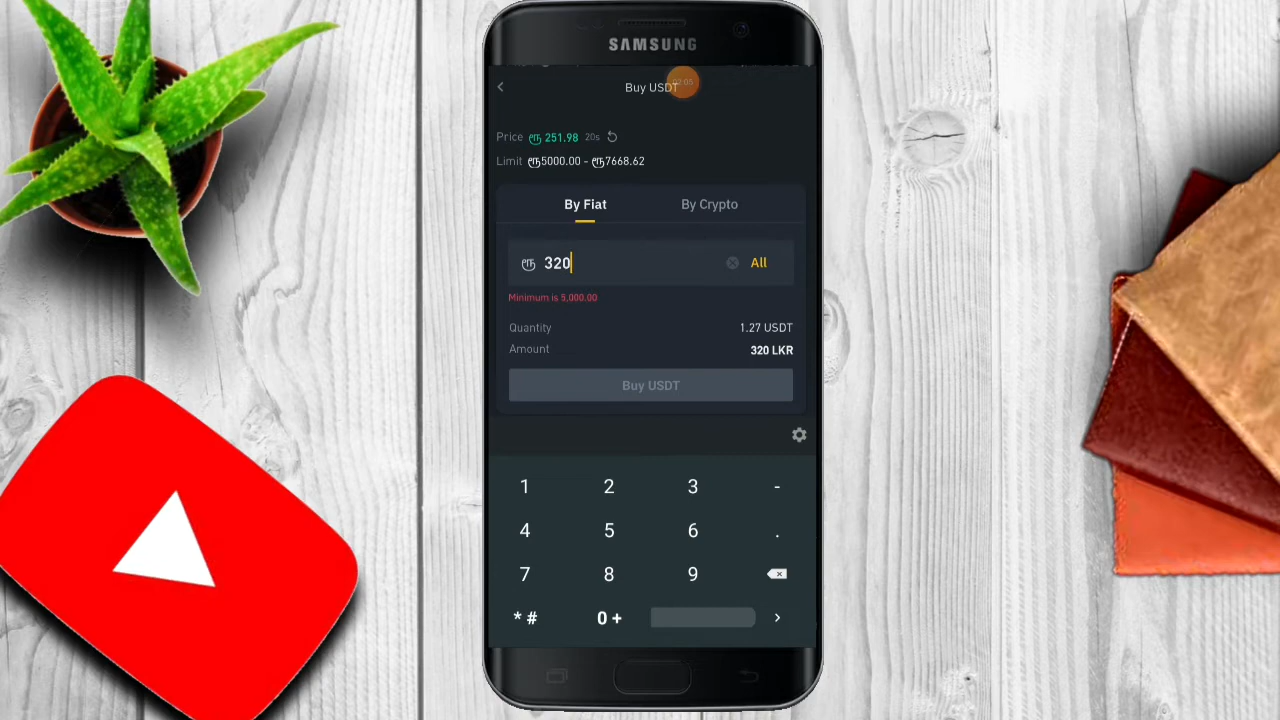 SAMSUNG
Buy USDT
02:05
Price රු 251.98 20s
Limit රු5000.00 - රු7668.62
By Fiat By Crypto
රු 320 All
Minimum is 5,000.00
Quantity 1.27 USDT
Amount 320 LKR
Buy USDT
1 2 3 -
4 5 6 .
7 8 9
* # 0 +